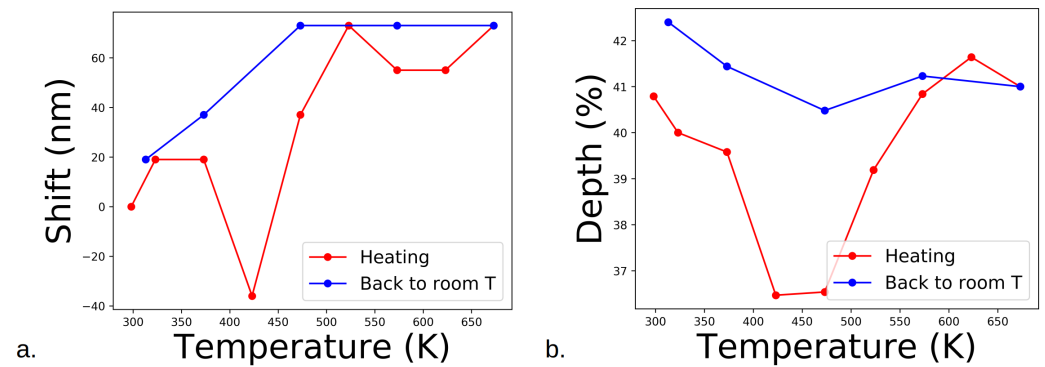 60
40
20
0
−20
−40
Shift (nm)
Heating
Back to room T
300 350 400 450 500 550 600 650
Temperature (K)
a.
42
41
40
39
38
37
Depth (%)
Heating
Back to room T
300 350 400 450 500 550 600 650
Temperature (K)
b.